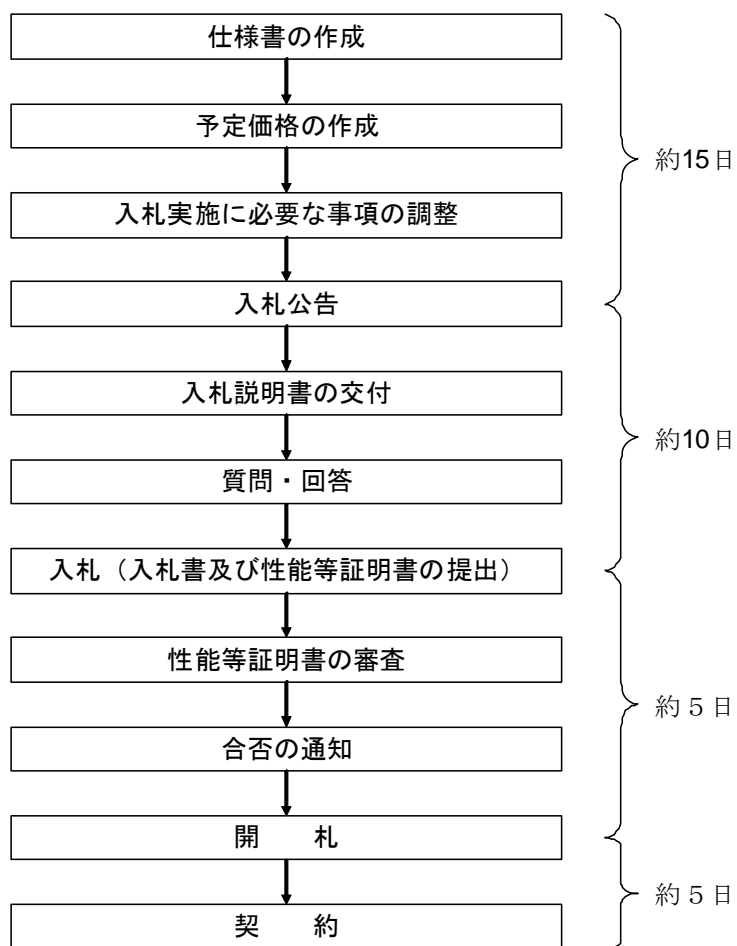 仕様書の作成
予定価格の作成
約15日
入札実施に必要な事項の調整
入札公告
入札説明書の交付
約10日
質問・回答
入札（入札書及び性能等証明書の提出）
性能等証明書の審査
約５日
合否の通知
開　　札
約５日
契　　約